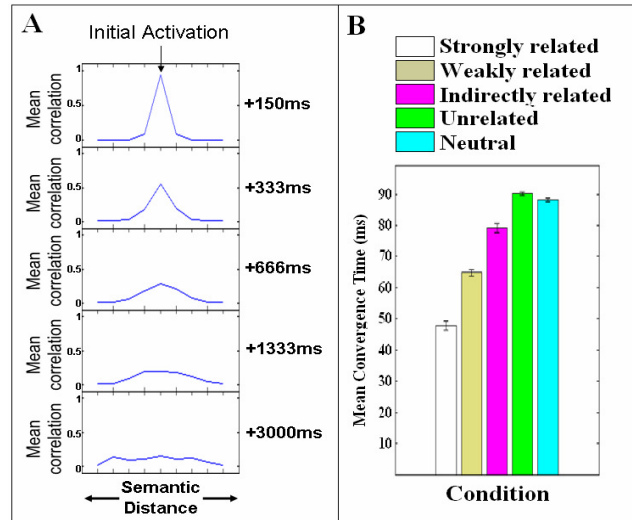 A
Initial Activation
Mean correlation
1
0.5
0
+150ms
Mean correlation
1
0.5
0
+333ms
Mean correlation
1
0.5
0
+666ms
Mean correlation
1
0.5
0
+1333ms
Mean correlation
1
0.5
0
+3000ms
Semantic
Distance
B
Strongly related
Weakly related
Indirectly related
Unrelated
Neutral
Mean Convergence Time (ms)
90
80
70
60
50
40
30
20
10
Condition